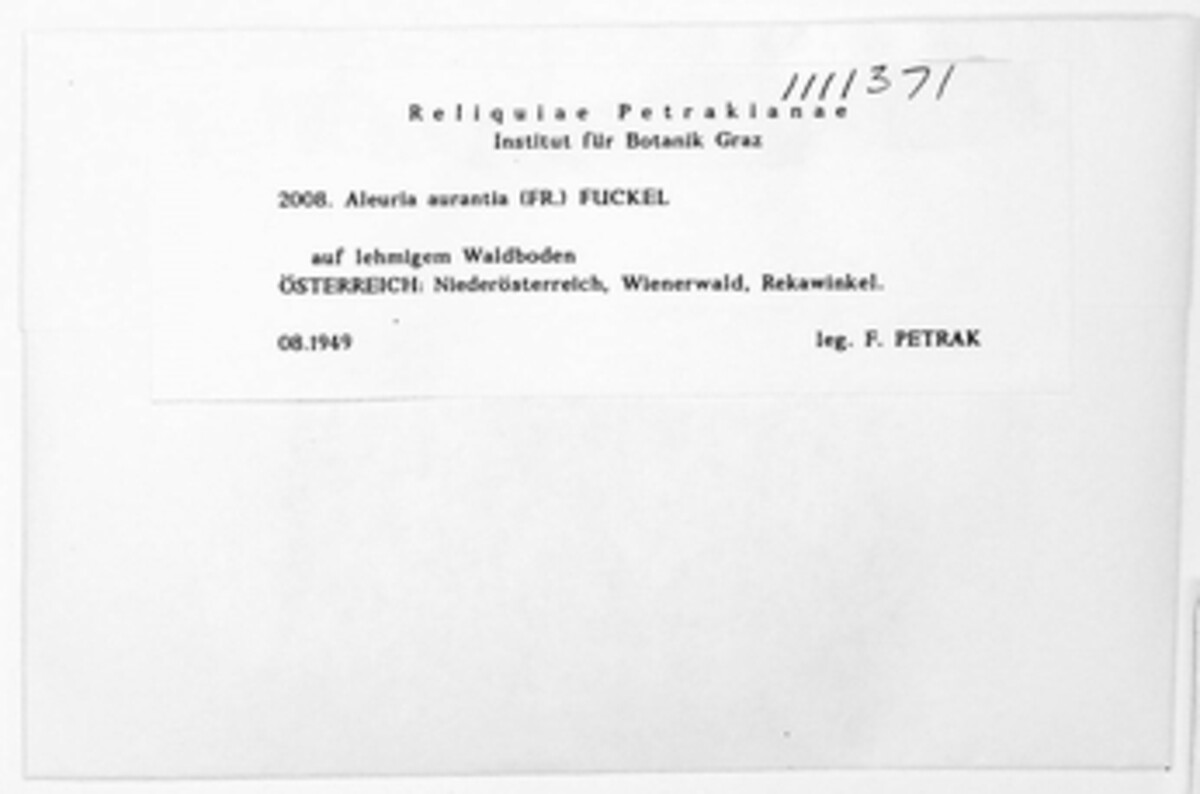 1111371
Reliquiae Petrakianae
Institut für Botanik Graz
2008. Aleuria aurantia (FR.) FUCKEL
auf lehmigem Waldboden
ÖSTERREICH: Niederösterreich, Wienerwald, Rekawinkel.
08.1949 leg. F. PETRAK